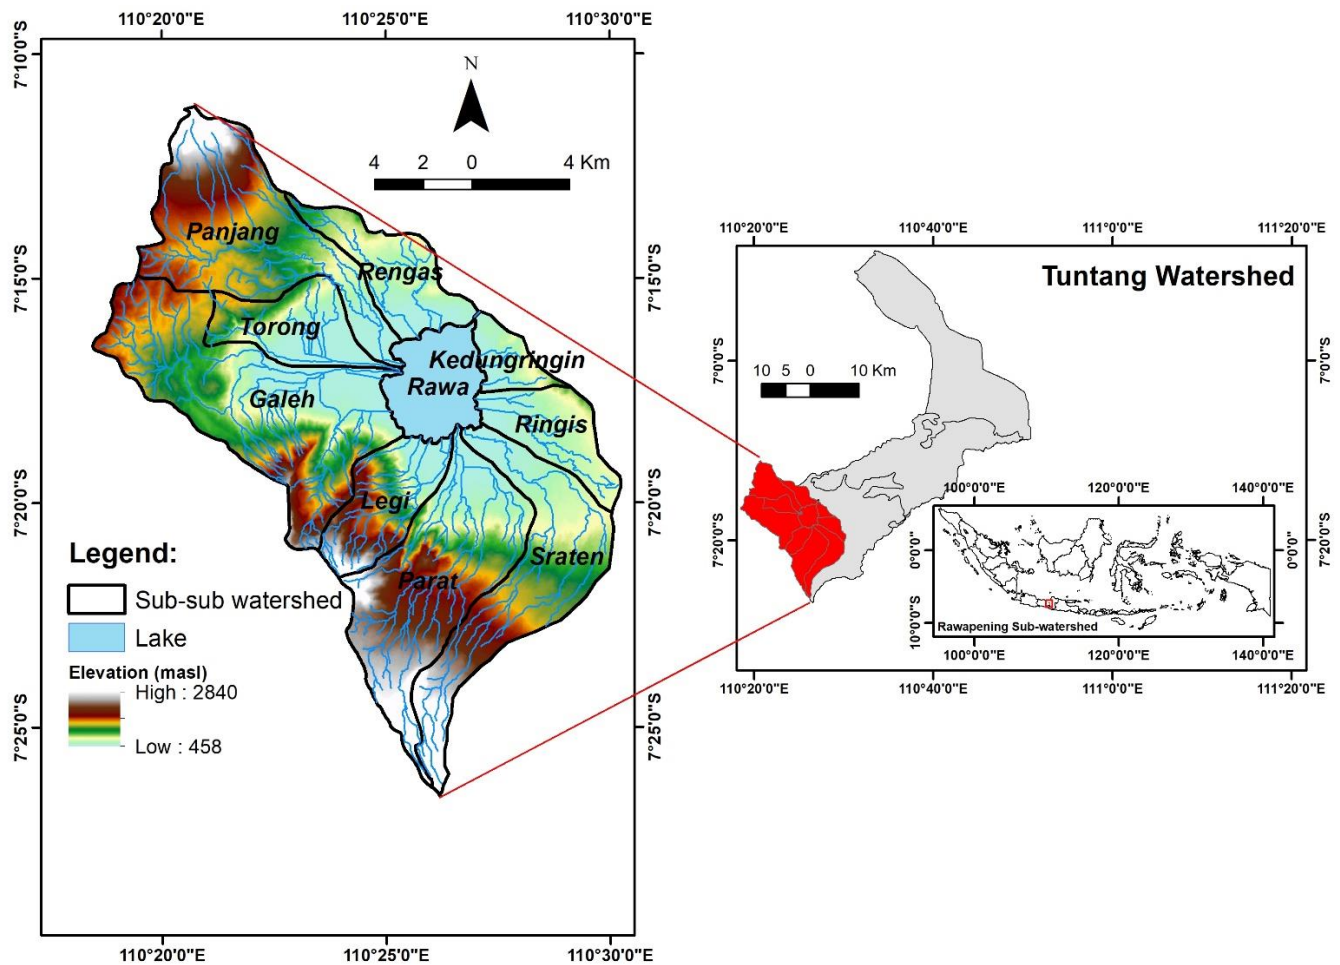 110°20'0"E 110°25'0"E 110°30'0"E
7°10'0"S
7°15'0"S
7°20'0"S
7°25'0"S
N
4 2 0 4 Km
Panjang
Rengas
Torong
Kedungringin
Rawa
Galeh
Ringis
Legi
Sraten
Parat
Legend:
Sub-sub watershed
Lake
Elevation (masl)
High : 2840
Low : 458
7°10'0"S
7°15'0"S
7°20'0"S
7°25'0"S
110°20'0"E 110°25'0"E 110°30'0"E
110°20'0"E 110°40'0"E 111°0'0"E 111°20'0"E
Tuntang Watershed
7°0'0"S
7°20'0"S
10 5 0 10 Km
7°0'0"S
7°20'0"S
100°0'0"E 120°0'0"E 140°0'0"E
0°0'0"
10°0'0"S
0°0'0"
10°0'0"S
Rawapening Sub-watershed
100°0'0"E 120°0'0"E 140°0'0"E
110°20'0"E 110°40'0"E 111°0'0"E 111°20'0"E